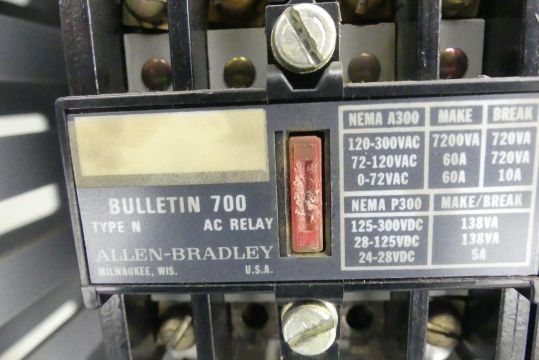 BULLETIN 700
TYPE N AC RELAY
ALLEN-BRADLEY
MILWAUKEE, WIS. U.S.A.
NEMA A300 MAKE BREAK
120-300VAC 7200VA 720VA
72-120VAC 60A 720VA
0-72VAC 60A 10A
NEMA P300 MAKE/BREAK
125-300VDC 138VA
28-125VDC 138VA
24-28VDC 5A